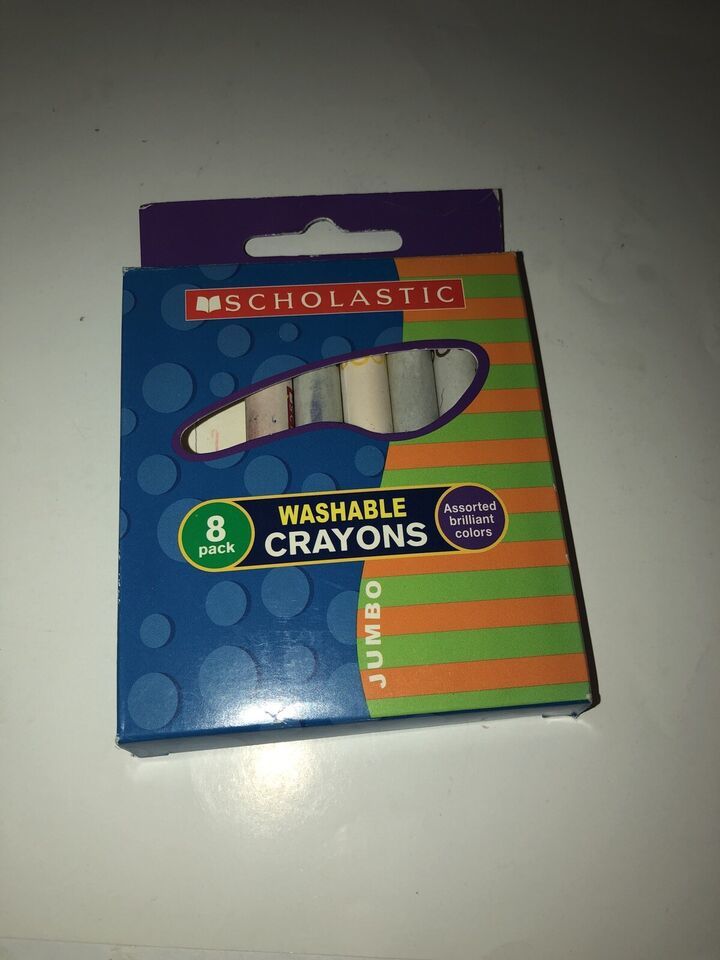 SCHOLASTIC
8
pack
WASHABLE
CRAYONS
Assorted
brilliant
colors
JUMBO